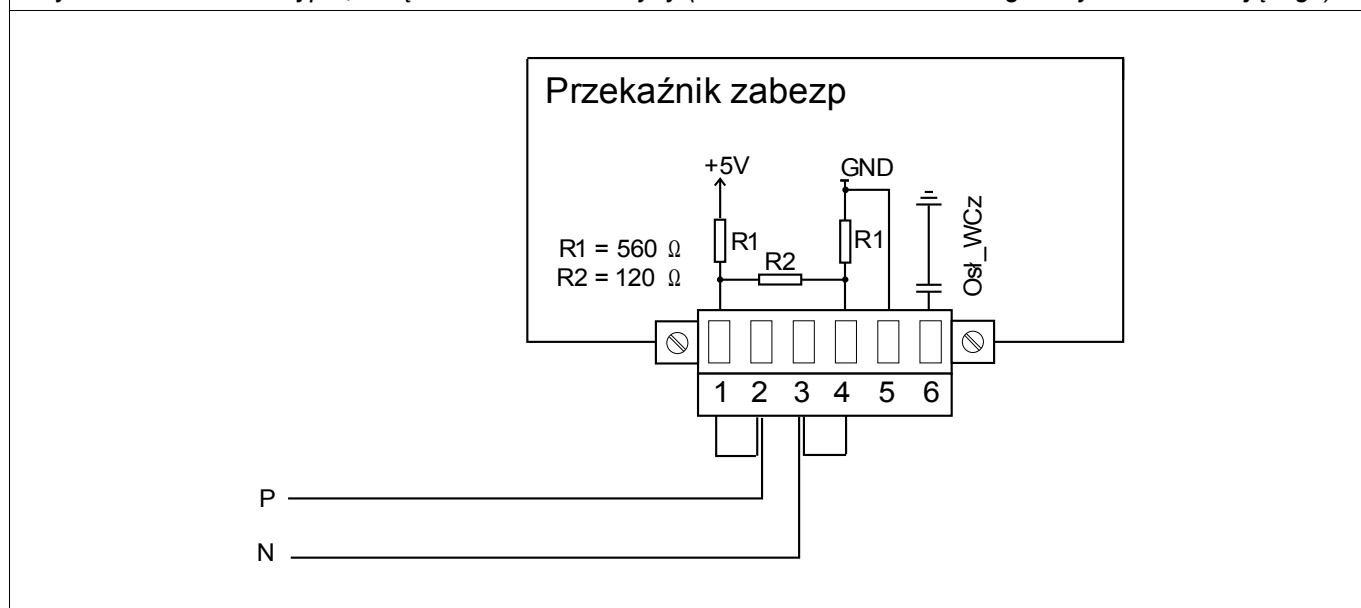 Przekaźnik zabezp
+5V
GND
R1 = 560 Ω
R2 = 120 Ω
R1
R2
R1
Osł_WCz
1 2 3 4 5 6
P
N